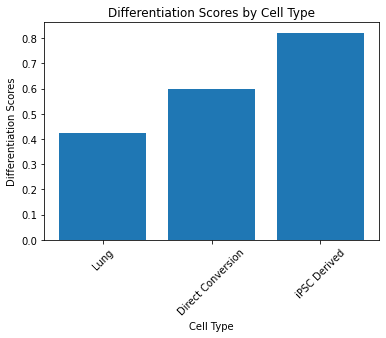 Differentiation Scores by Cell Type
Differentiation Scores
0.8
0.7
0.6
0.5
0.4
0.3
0.2
0.1
0.0
Lung
Direct Conversion
iPSC Derived
Cell Type